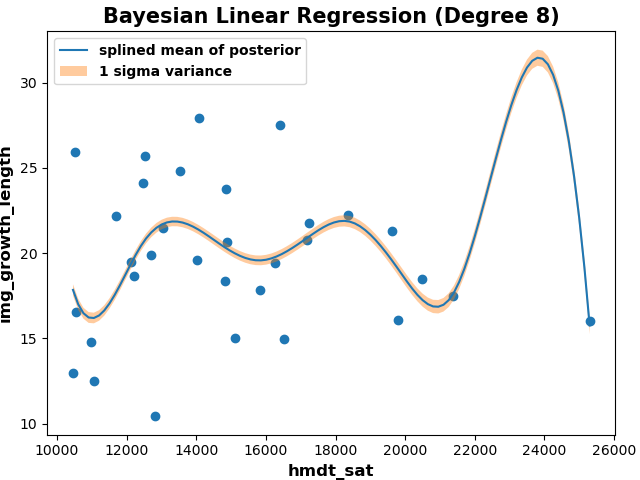 Bayesian Linear Regression (Degree 8)
splined mean of posterior
1 sigma variance
img_growth_length
30
25
20
15
10
10000 12000 14000 16000 18000 20000 22000 24000 26000
hmdt_sat